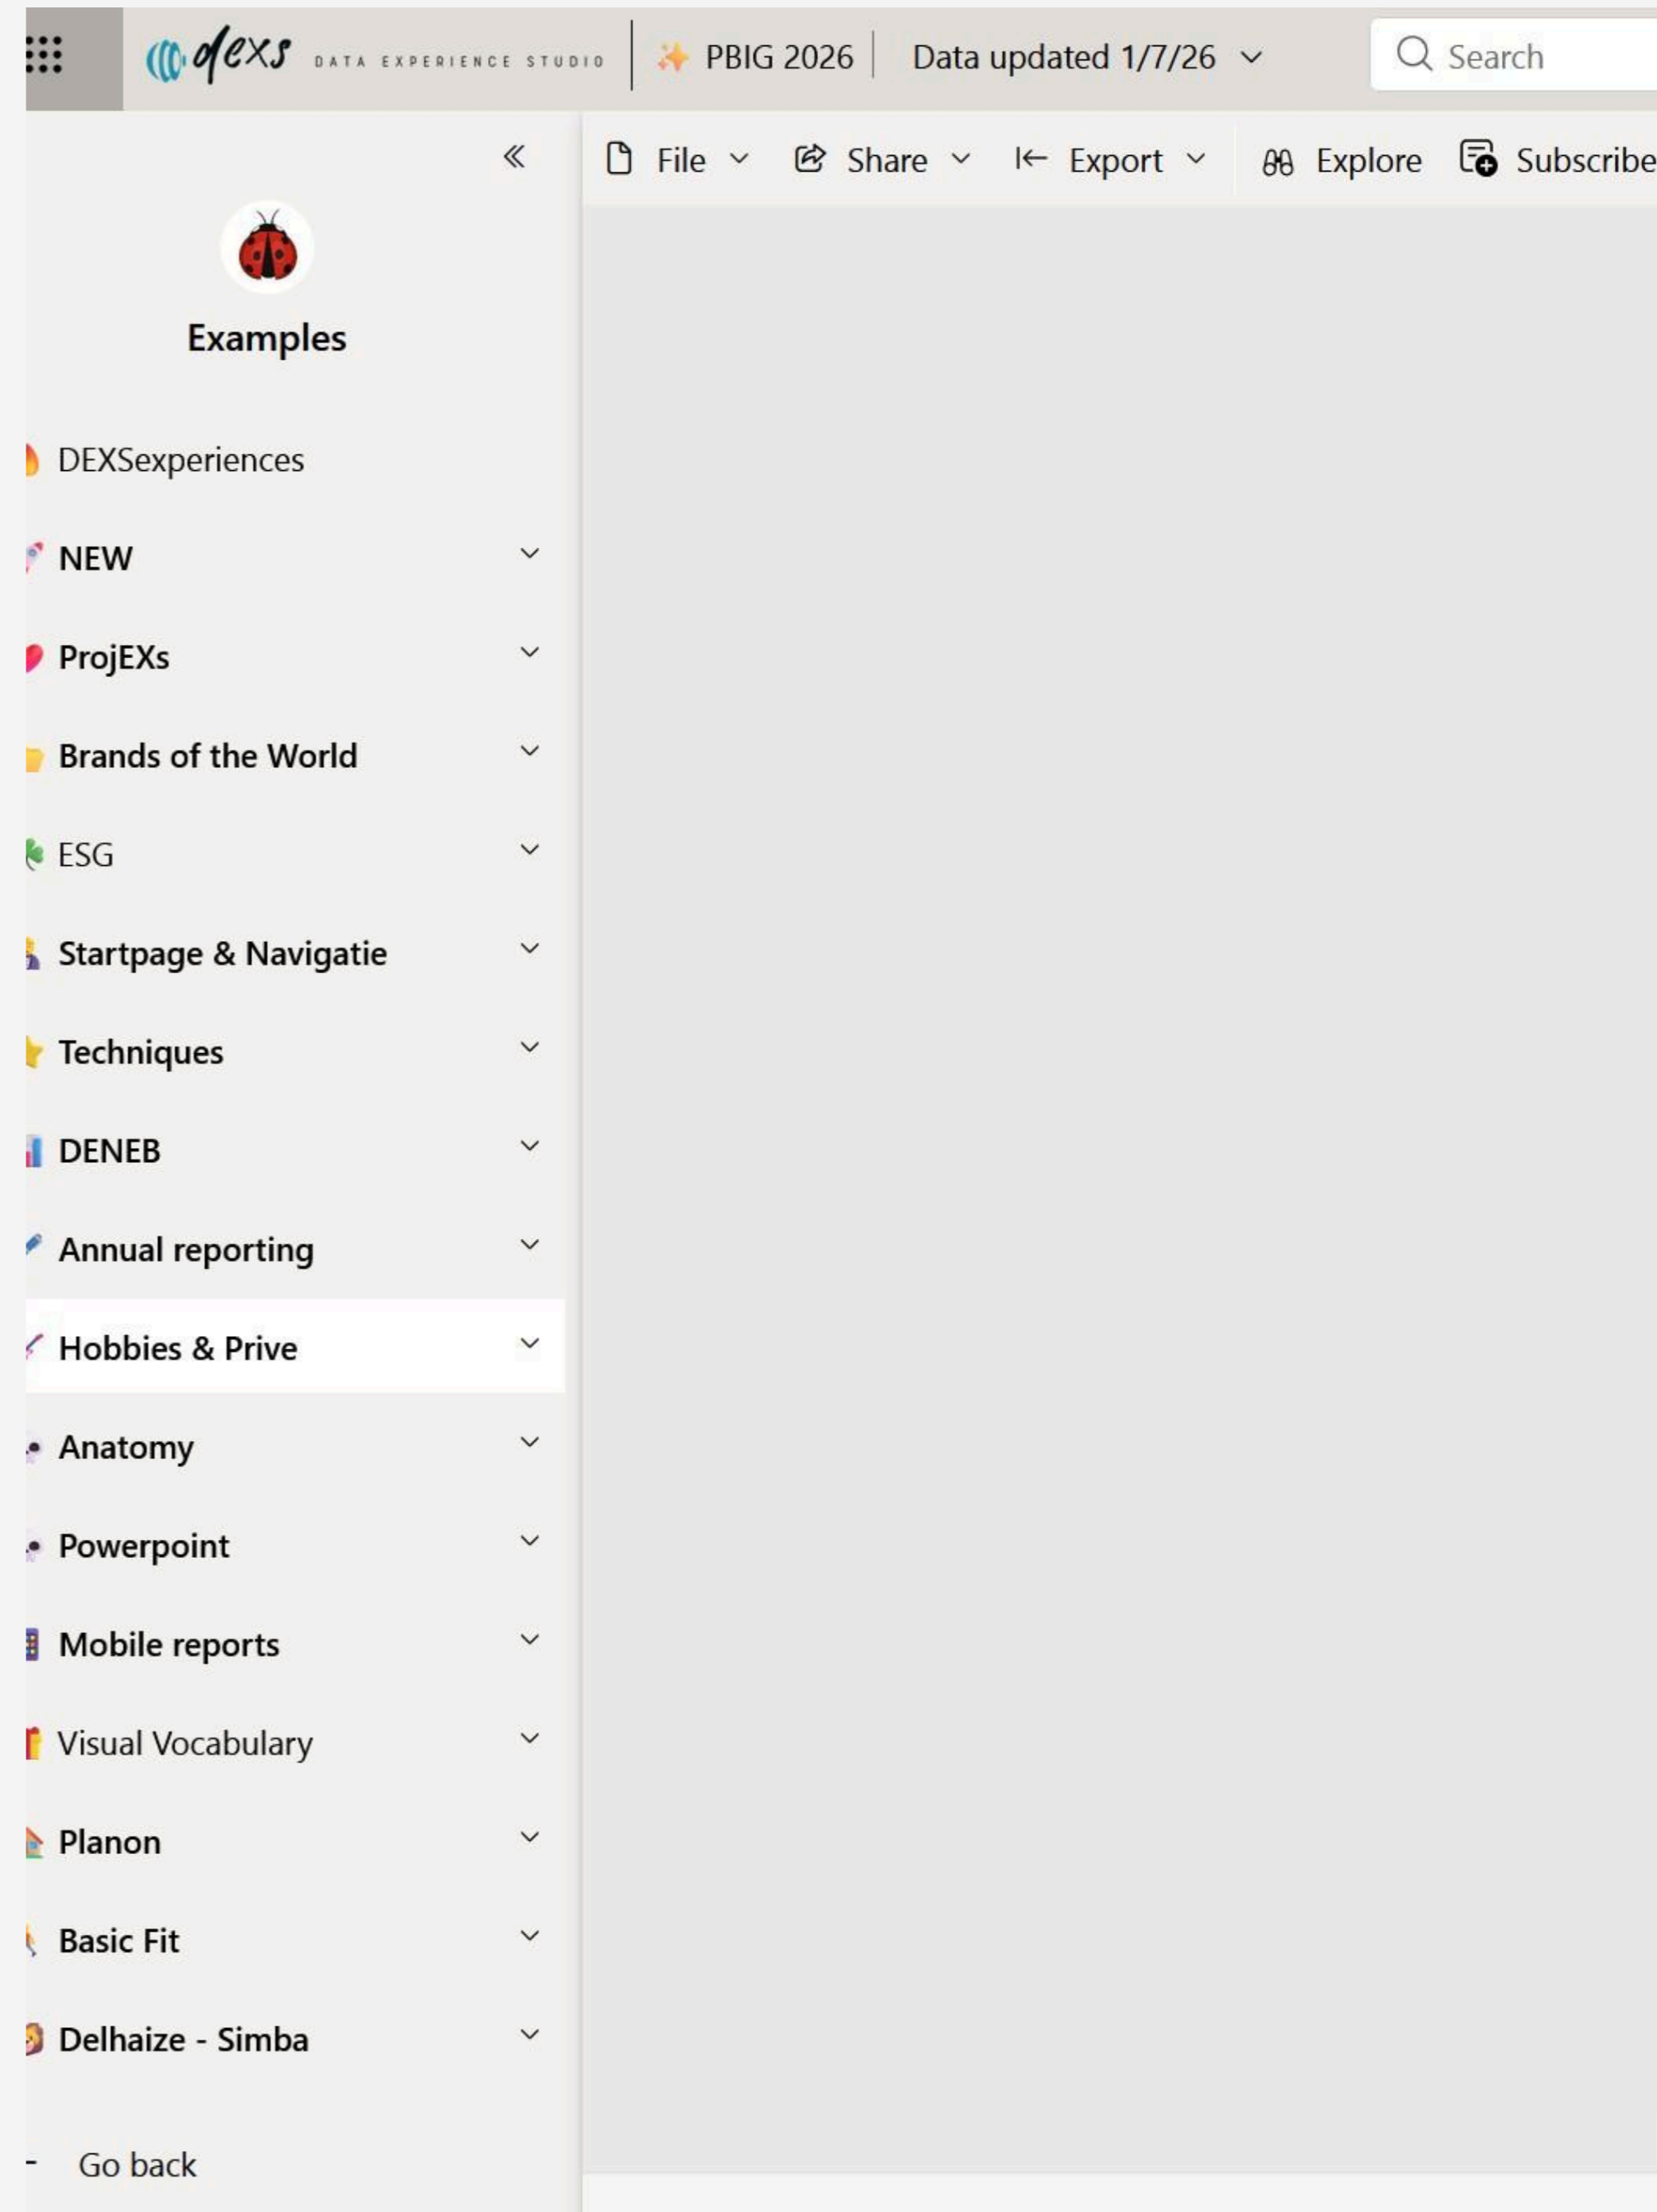 dexs DATA EXPERIENCE STUDIO PBIG 2026 Data updated 1/7/26 Search
File Share Export Explore Subscribe
Examples
DEXSexperiences
NEW
ProjEXs
Brands of the World
ESG
Startpage & Navigatie
Techniques
DENEB
Annual reporting
Hobbies & Prive
Anatomy
Powerpoint
Mobile reports
Visual Vocabulary
Planon
Basic Fit
Delhaize - Simba
Go back